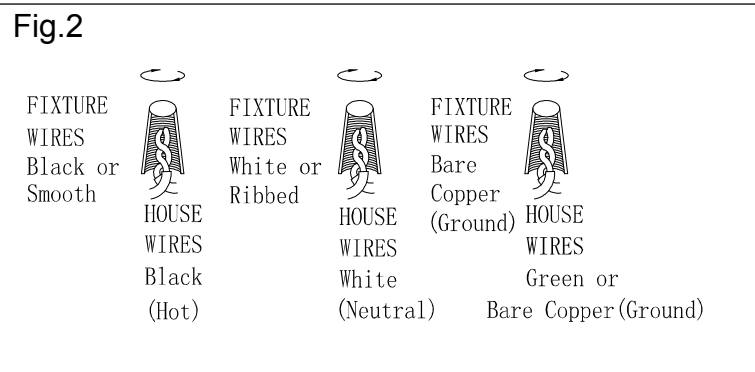 Fig.2
FIXTURE
WIRES
Black or
Smooth
HOUSE
WIRES
Black
(Hot)
FIXTURE
WIRES
White or
Ribbed
HOUSE
WIRES
White
(Neutral)
FIXTURE
WIRES
Bare
Copper
(Ground)
HOUSE
WIRES
Green or
Bare Copper(Ground)